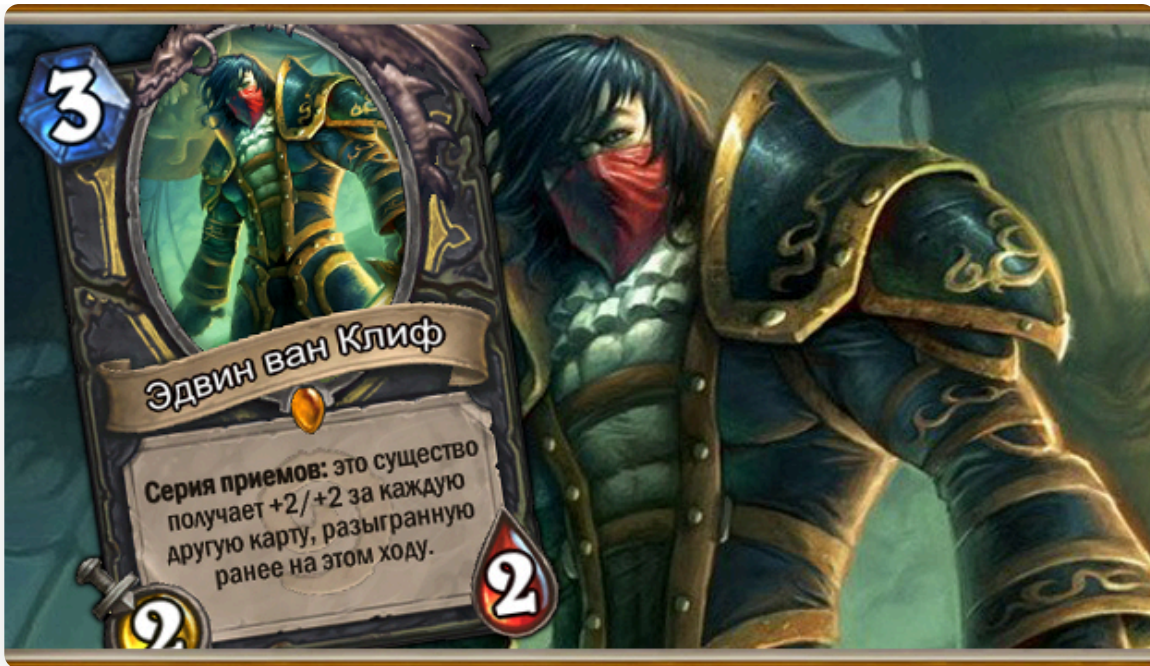 3
Эдвин ван Клиф
Серия приемов: это существо
получает +2/+2 за каждую
другую карту, разыгранную
ранее на этом ходу.
2
2